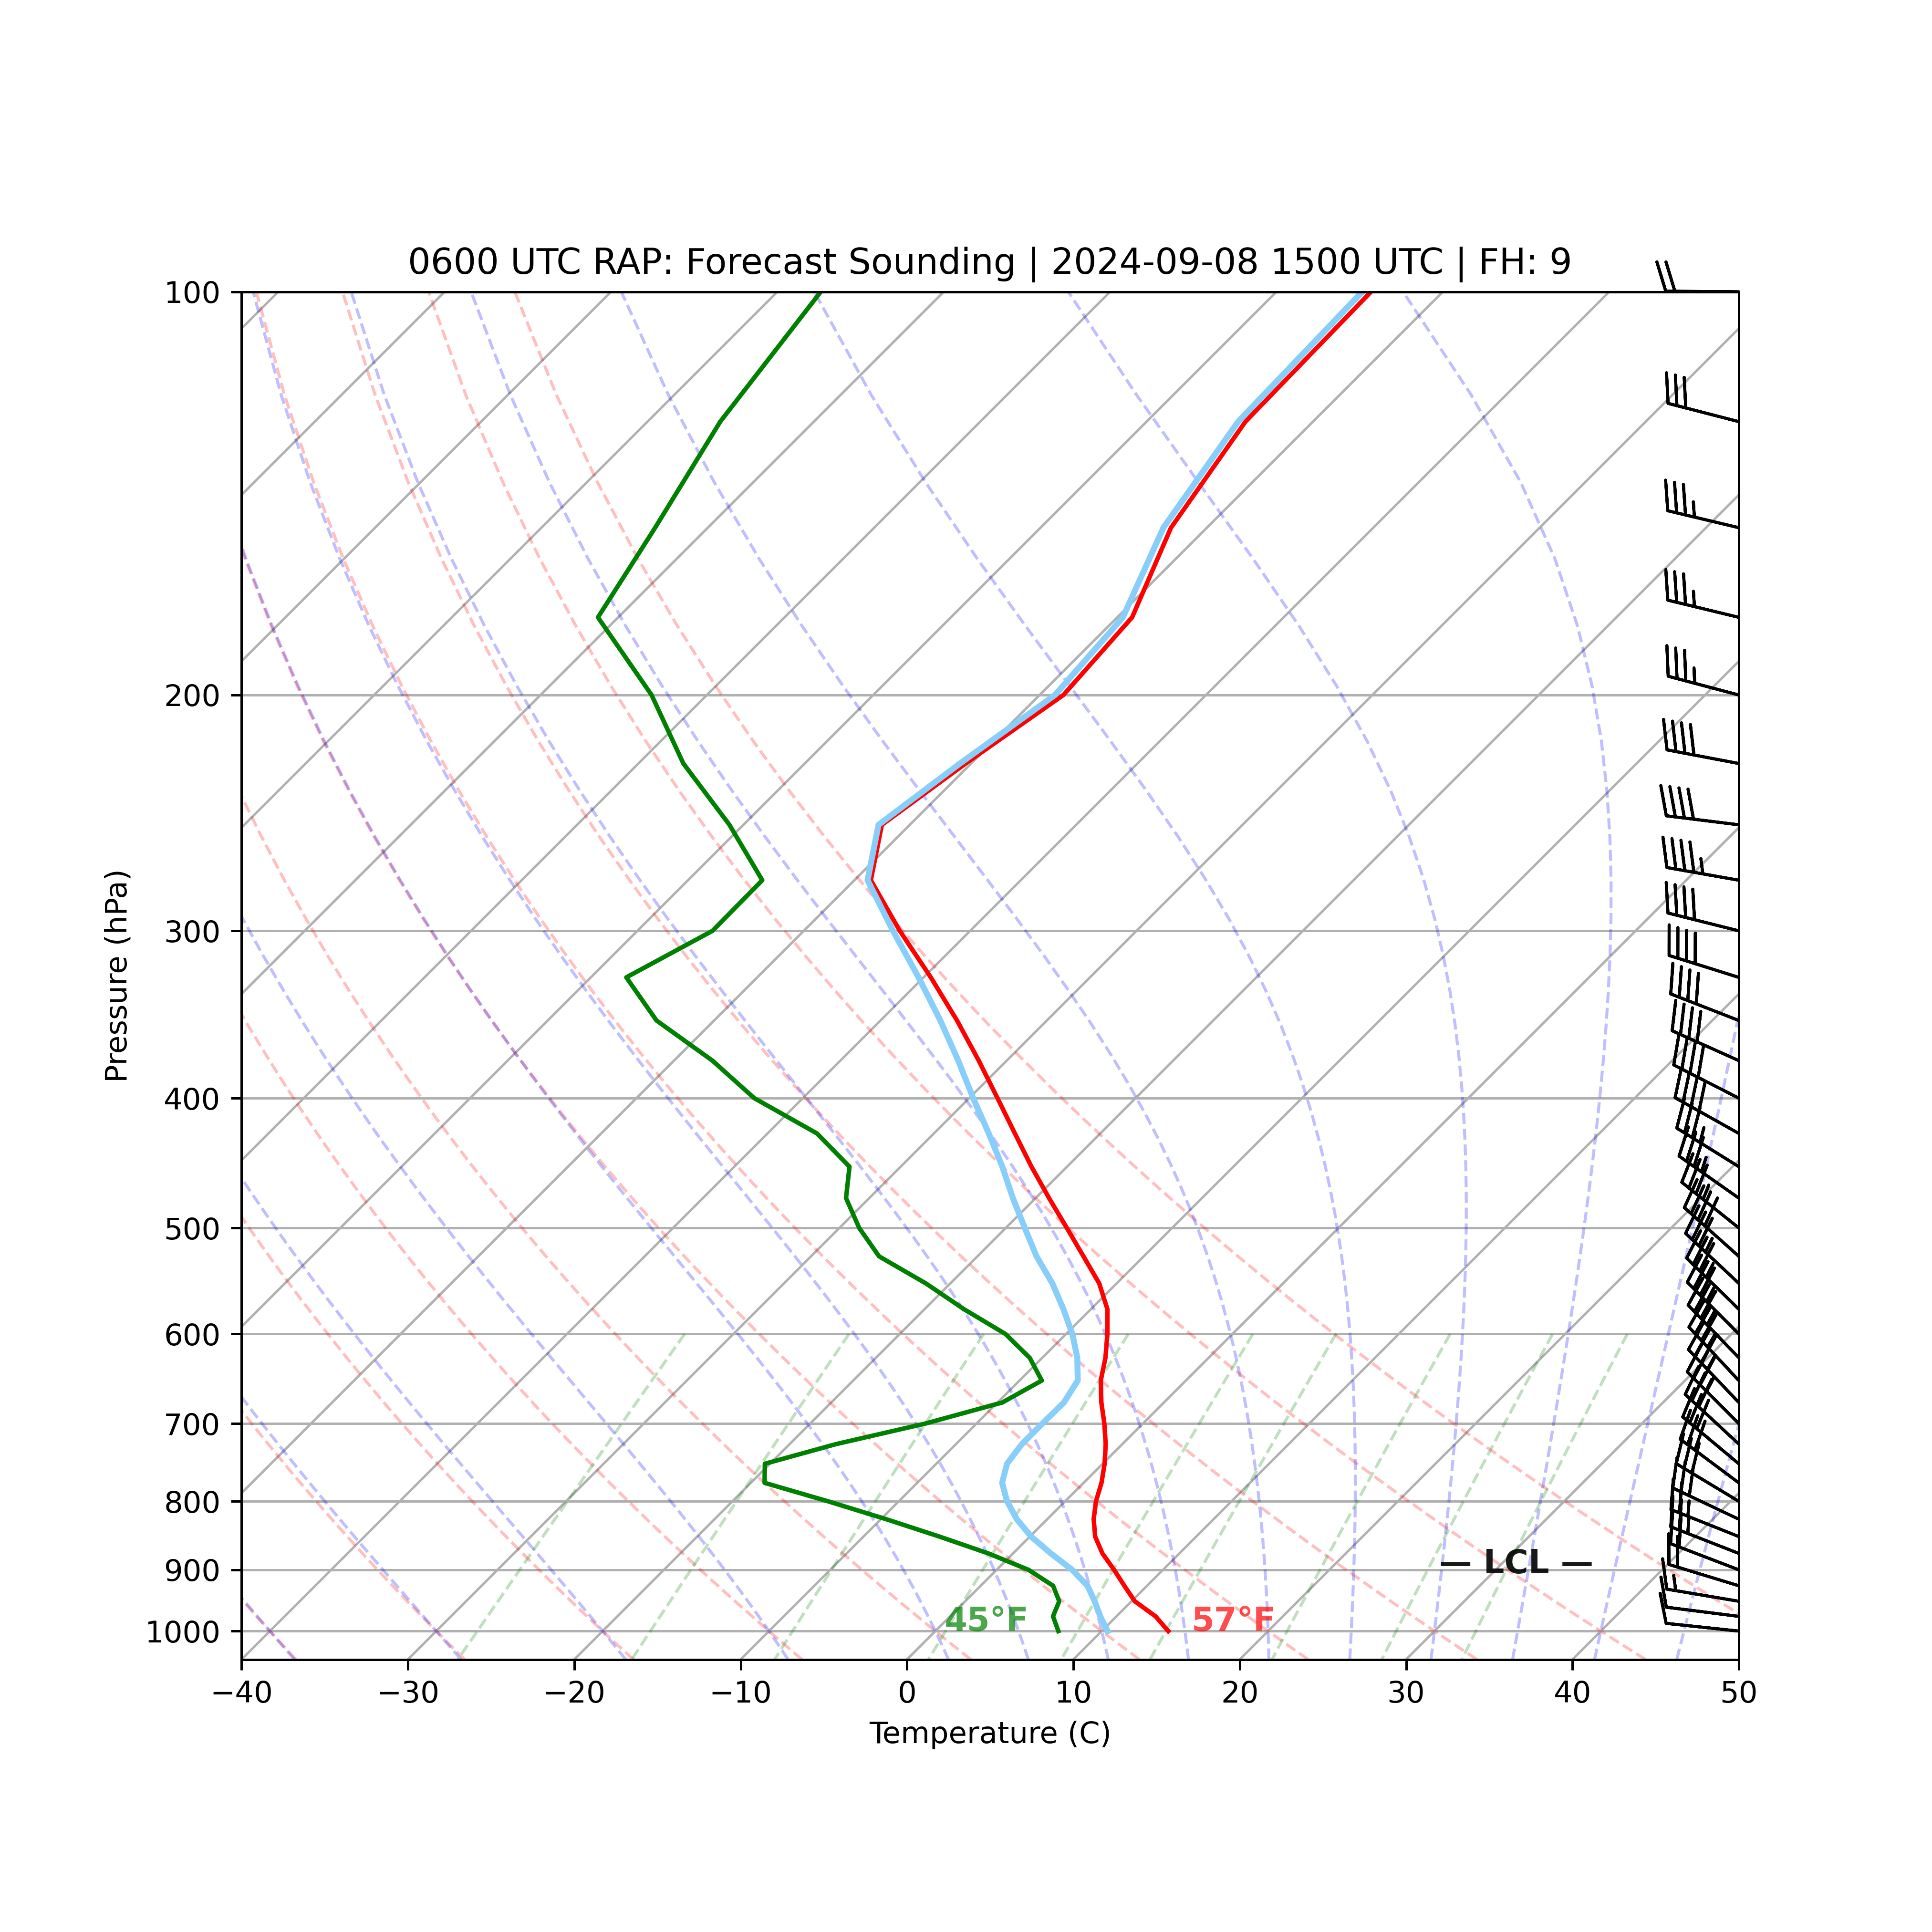 0600 UTC RAP: Forecast Sounding | 2024-09-08 1500 UTC | FH: 9
100
200
300
400
500
600
700
800
900
1000
Pressure (hPa)
— LCL —
45°F
57°F
−40 −30 −20 −10 0 10 20 30 40 50
Temperature (C)